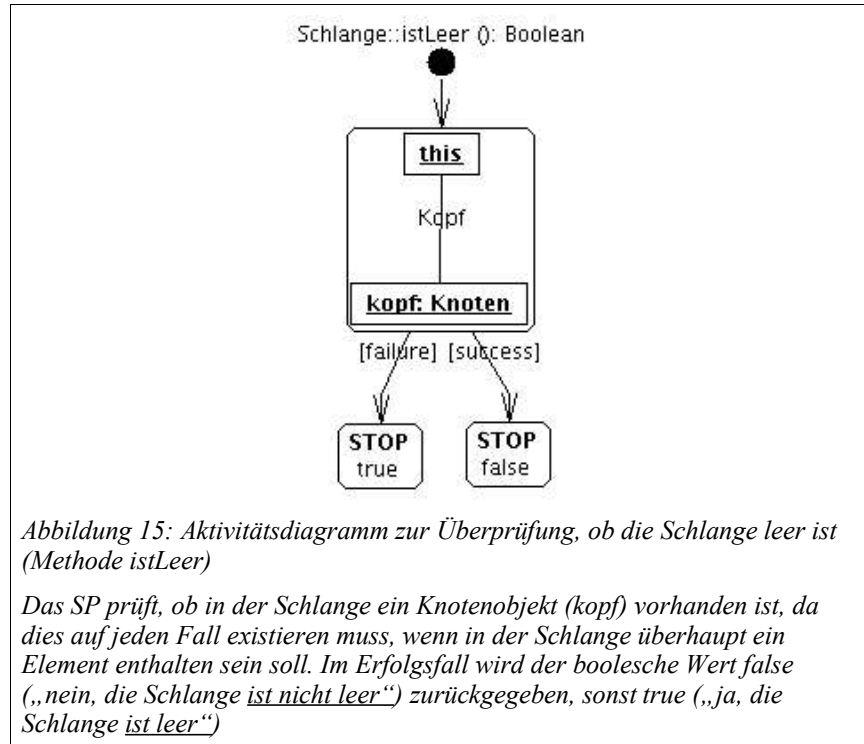 Schlange::istLeer (): Boolean
this
Kopf
kopf: Knoten
[failure] [success]
STOP
true
STOP
false
Abbildung 15: Aktivitätsdiagramm zur Überprüfung, ob die Schlange leer ist
(Methode istLeer)
Das SP prüft, ob in der Schlange ein Knotenobjekt (kopf) vorhanden ist, da
dies auf jeden Fall existieren muss, wenn in der Schlange überhaupt ein
Element enthalten sein soll. Im Erfolgsfall wird der boolesche Wert false
(„nein, die Schlange ist nicht leer“) zurückgegeben, sonst true („ja, die
Schlange ist leer“)